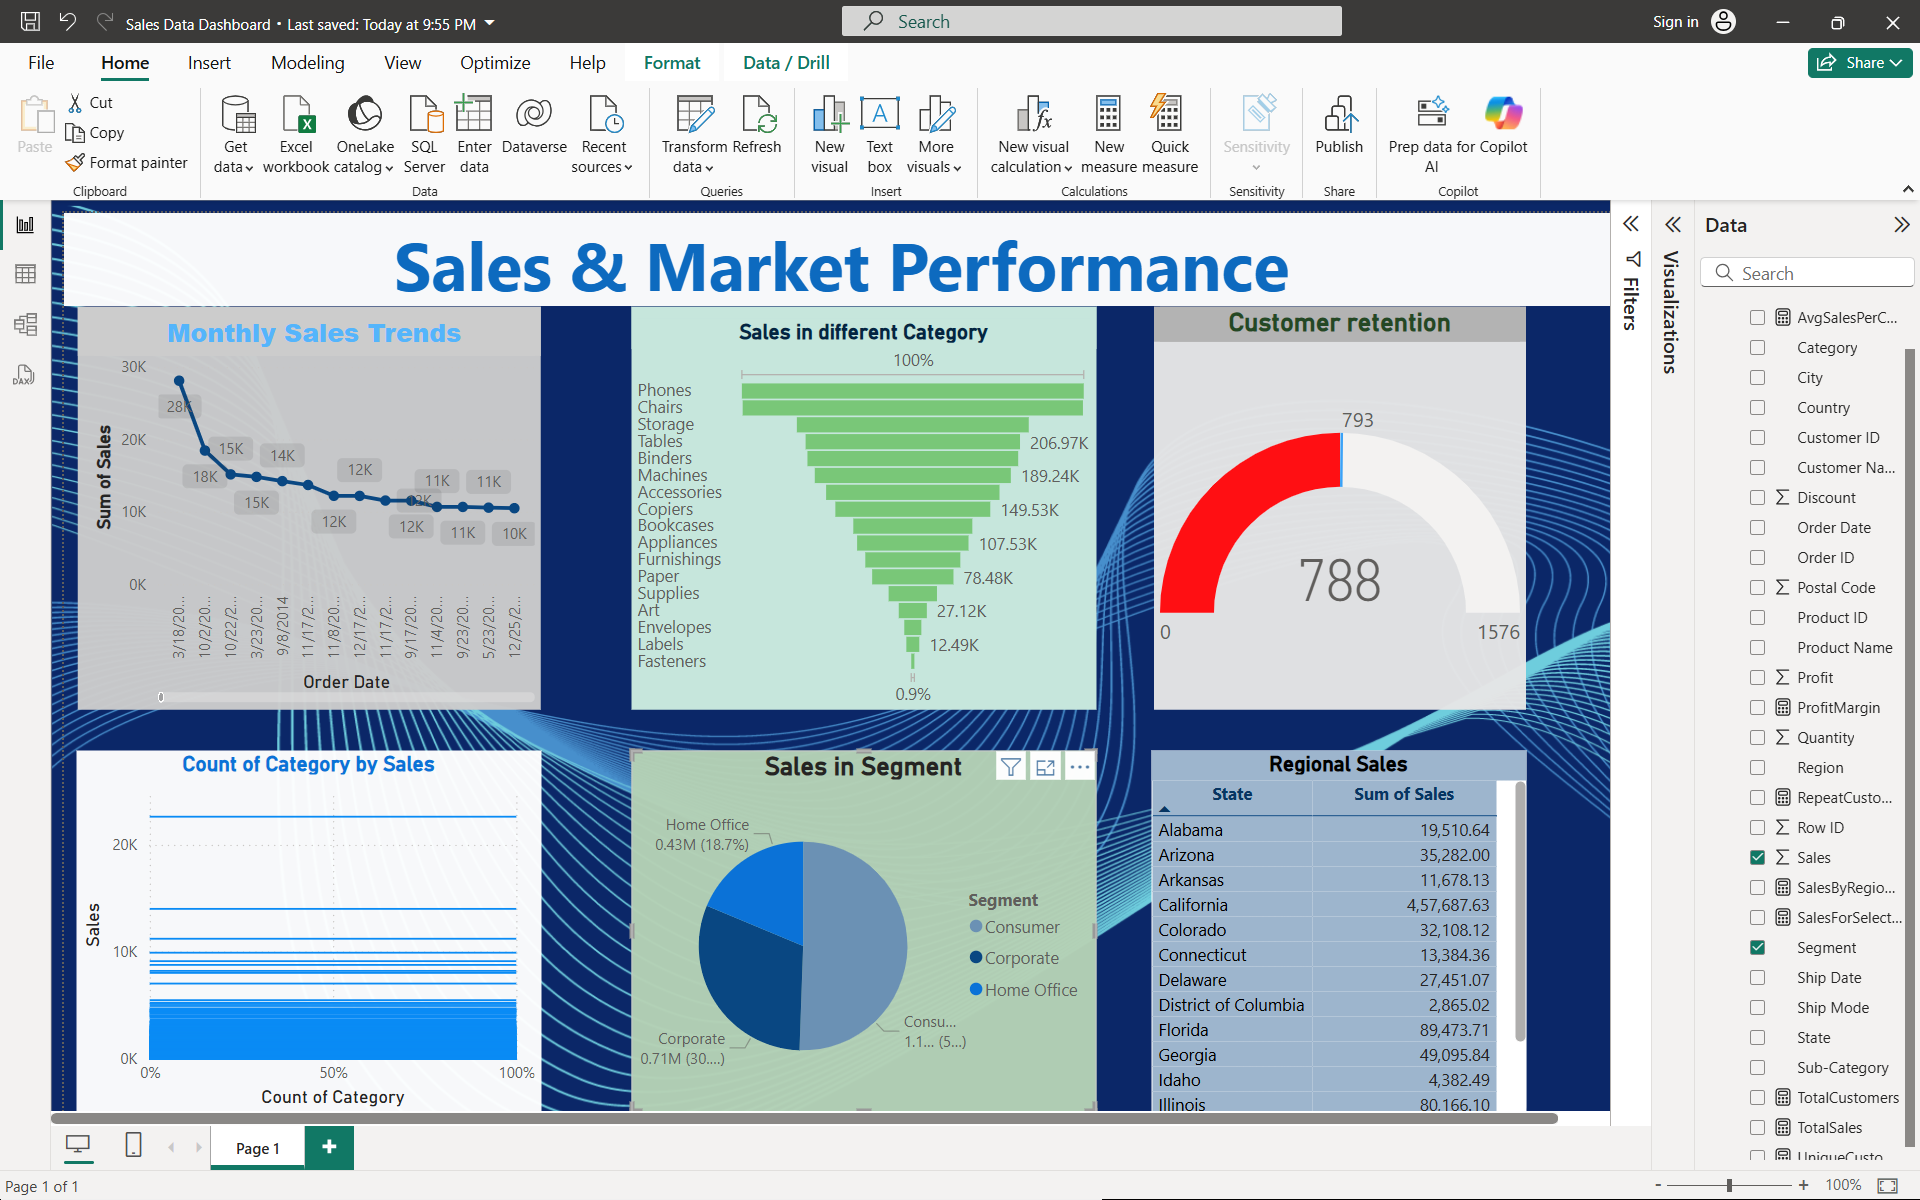 Sales Data Dashboard • Last saved: Today at 9:55 PM
Search
Sign in
File Home Insert Modeling View Optimize Help Format Data / Drill
Share
Paste
Cut
Copy
Format painter
Clipboard
Get data
Excel workbook
OneLake catalog
SQL Server
Enter data
Dataverse
Recent sources
Data
Transform data
Refresh
Queries
New visual
Text box
More visuals
Insert
New visual calculation
New measure
Quick measure
Calculations
Sensitivity
Sensitivity
Publish
Share
Prep data for AI
Copilot
Copilot
Sales & Market Performance
Monthly Sales Trends
Sum of Sales
30K
20K
10K
0K
28K
18K
15K
15K
14K
12K
12K
12K
12K
11K
11K
11K
10K
3/18/20...
10/2/20...
10/22/2...
3/23/20...
9/8/2014
11/17/2...
11/8/20...
12/17/2...
11/17/2...
9/17/20...
11/4/20...
9/23/20...
5/23/20...
12/25/2...
Order Date
Sales in different Category
100%
Phones
Chairs
Storage
Tables 206.97K
Binders
Machines 189.24K
Accessories
Copiers 149.53K
Bookcases
Appliances 107.53K
Furnishings
Paper 78.48K
Supplies
Art 27.12K
Envelopes
Labels 12.49K
Fasteners
0.9%
Customer retention
793
788
0
1576
Count of Category by Sales
Sales
20K
10K
0K
0%
50%
100%
Count of Category
Sales in Segment
Home Office
0.43M (18.7%)
Corporate
0.71M (30....)
Consu...
1.1... (5...)
Segment
Consumer
Corporate
Home Office
Regional Sales
State Sum of Sales
Alabama 19,510.64
Arizona 35,282.00
Arkansas 11,678.13
California 4,57,687.63
Colorado 32,108.12
Connecticut 13,384.36
Delaware 27,451.07
District of Columbia 2,865.02
Florida 89,473.71
Georgia 49,095.84
Idaho 4,382.49
Illinois 80,166.10
Filters
Visualizations
Data
Search
AvgSalesPerC...
Category
City
Country
Customer ID
Customer Na...
Discount
Order Date
Order ID
Postal Code
Product ID
Product Name
Profit
ProfitMargin
Quantity
Region
RepeatCusto...
Row ID
Sales
SalesByRegio...
SalesForSelect...
Segment
Ship Date
Ship Mode
State
Sub-Category
TotalCustomers
TotalSales
UniqueCusto...
DAX
Page 1
Page 1 of 1
100%